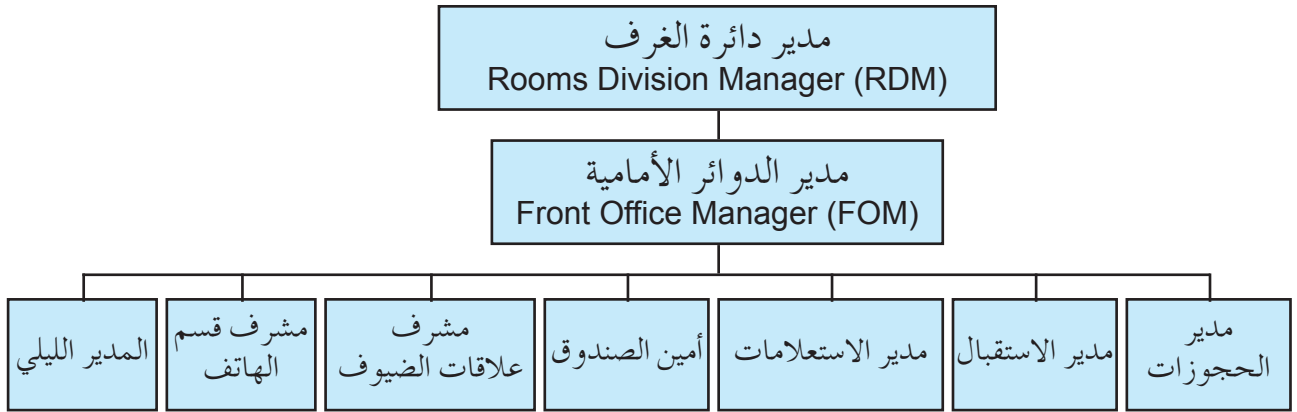 مدير دائرة الغرف
Rooms Division Manager (RDM)
مدير الدوائر الأمامية
Front Office Manager (FOM)
مدير
الحجوزات
مدير الاستقبال
مدير الاستعلامات
أمين الصندوق
مشرف
علاقات الضيوف
مشرف قسم
الهاتف
المدير الليلي